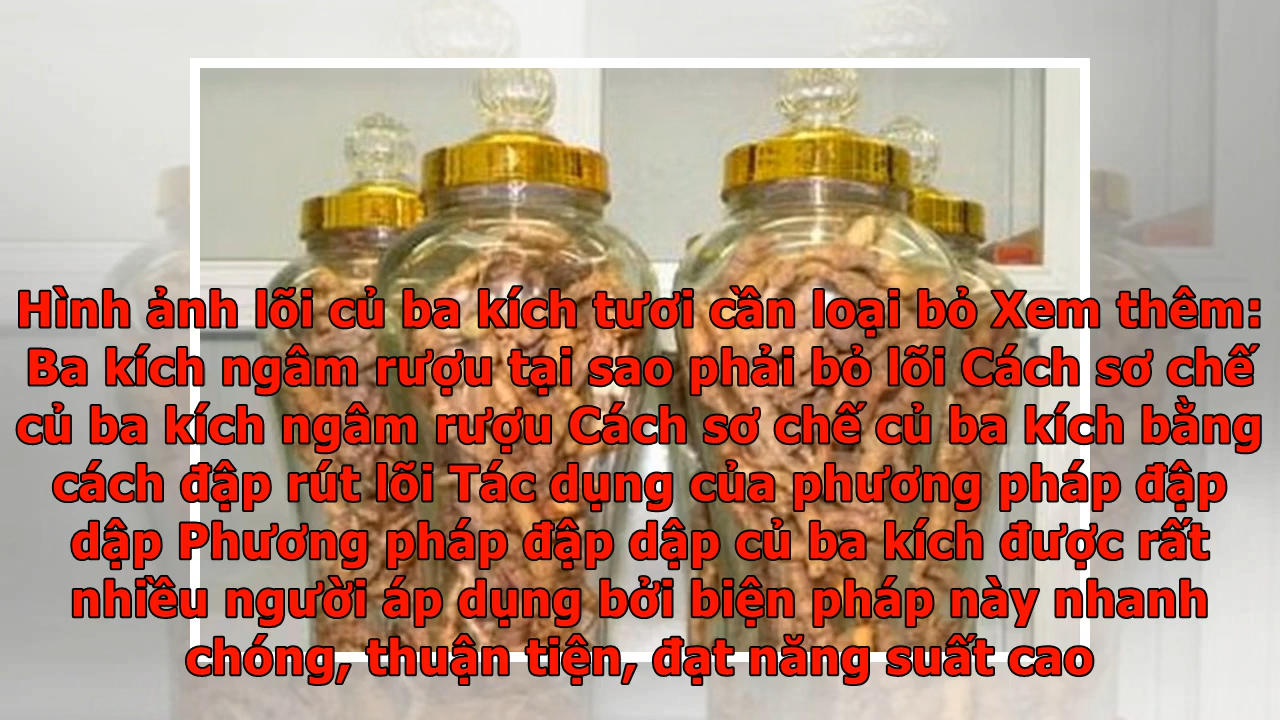 Hình ảnh lõi củ ba kích tươi cần loại bỏ Xem thêm:
Ba kích ngâm rượu tại sao phải bỏ lõi Cách sơ chế
củ ba kích ngâm rượu Cách sơ chế củ ba kích bằng
cách đập rút lõi Tác dụng của phương pháp đập
dập Phương pháp đập dập củ ba kích được rất
nhiều người áp dụng bởi biện pháp này nhanh
chóng, thuận tiện, đạt năng suất cao